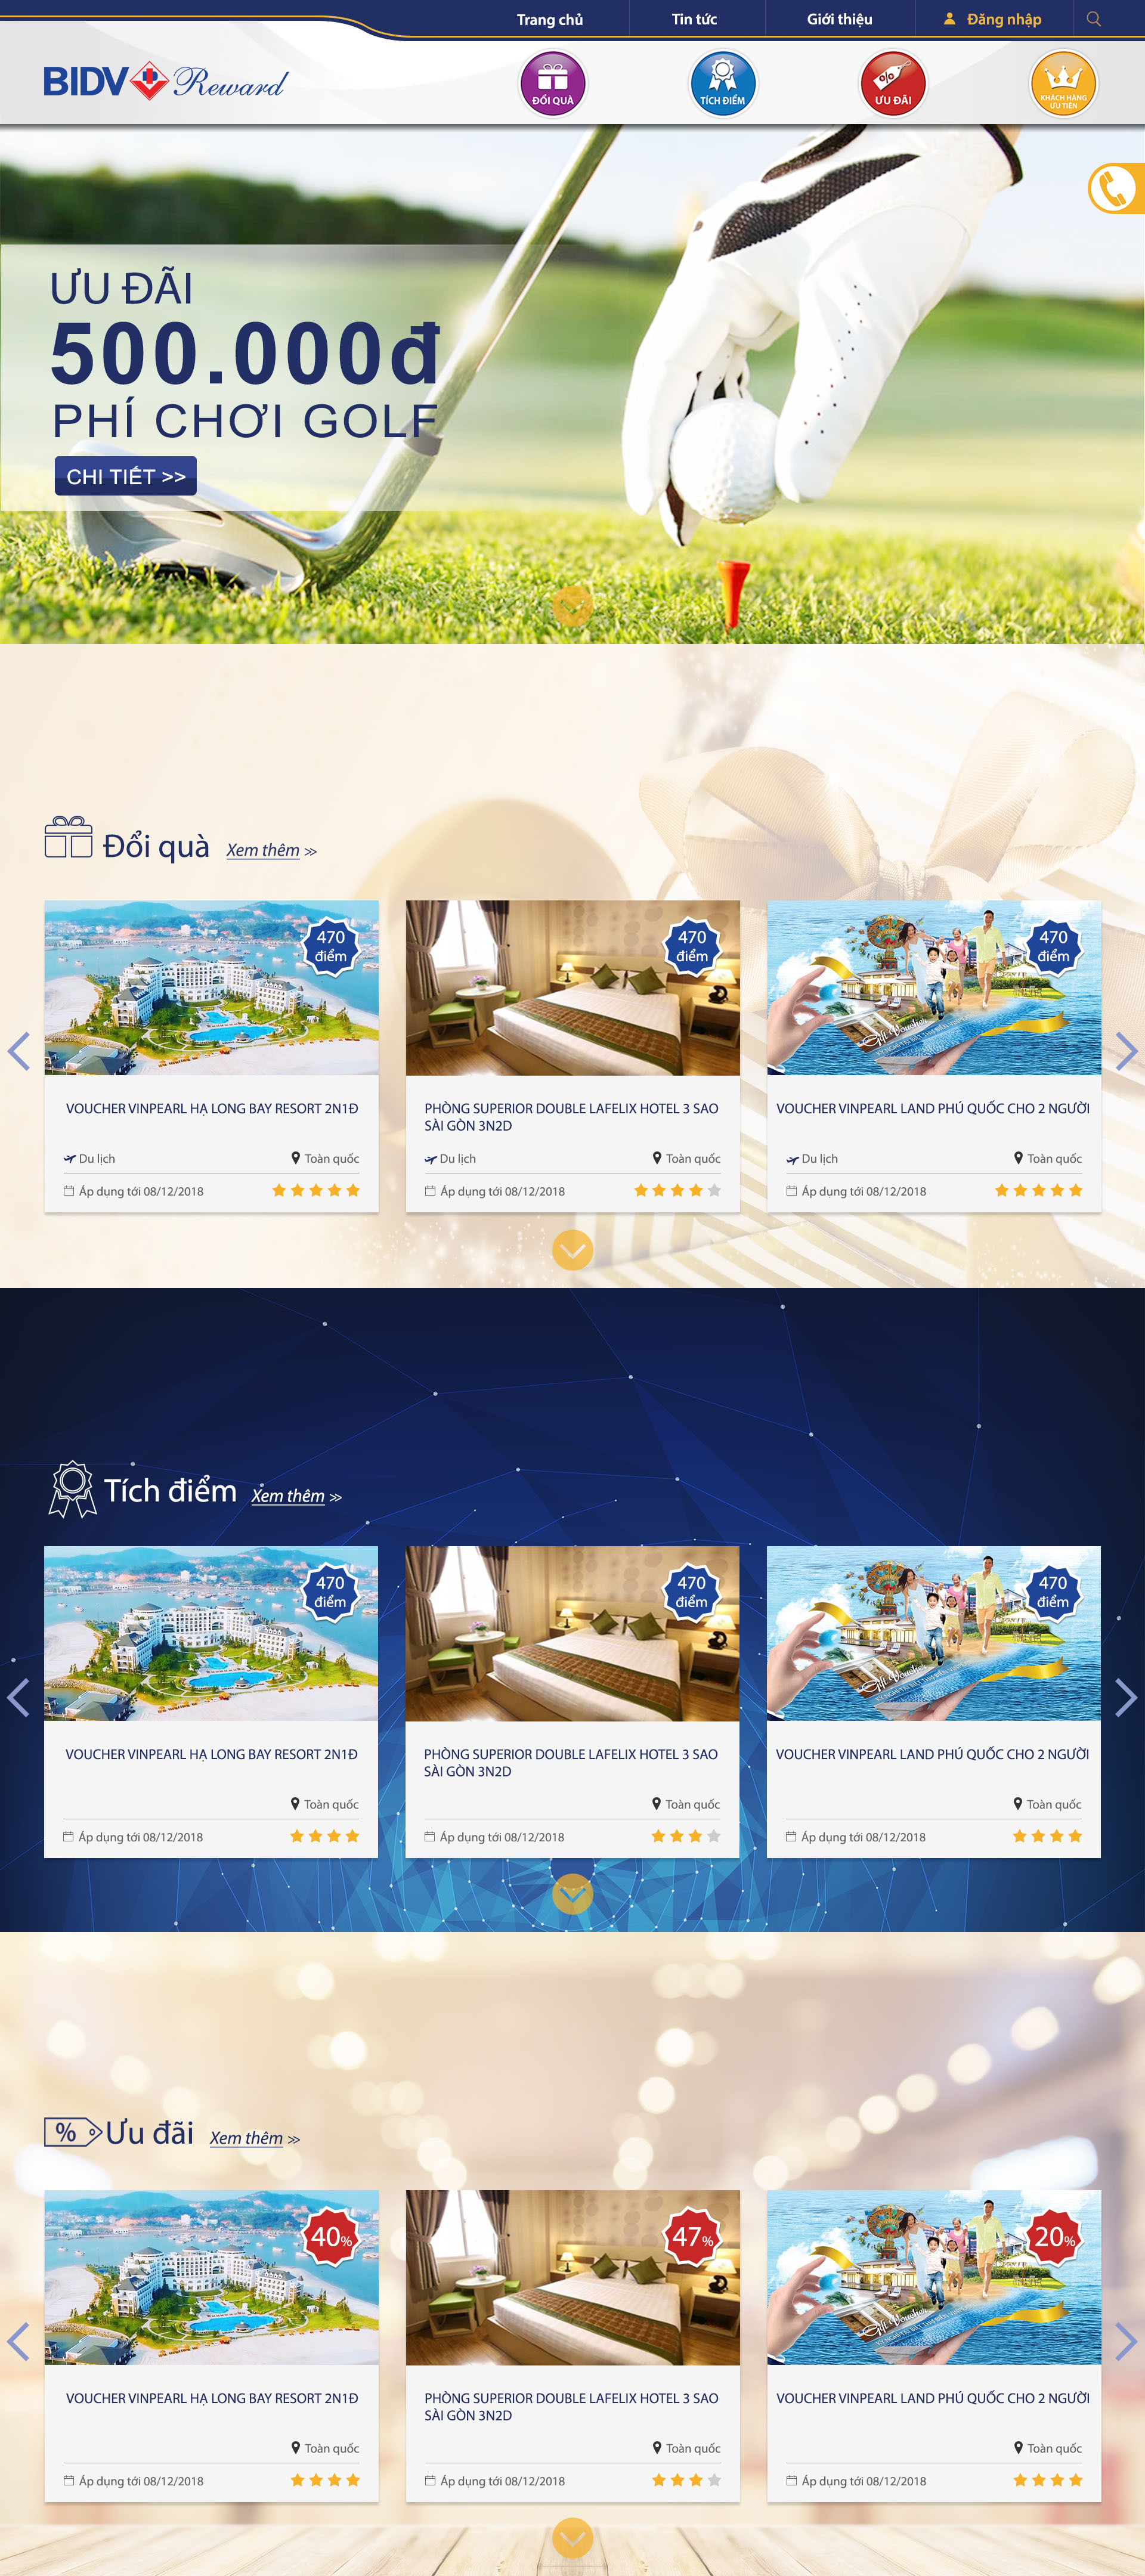 Trang chủ
Tin tức
Giới thiệu
Đăng nhập
BIDV Reward
ĐỔI QUÀ
TÍCH ĐIỂM
ƯU ĐÃI
KHÁCH HÀNG
ƯU TIÊN
ƯU ĐÃI
500.000đ
PHÍ CHƠI GOLF
CHI TIẾT >>
Đổi quà Xem thêm >>
470
điểm
470
điểm
470
điểm
Gift Voucher
VOUCHER VINPEARL HẠ LONG BAY RESORT 2N1Đ
Du lịch
Toàn quốc
Áp dụng tới 08/12/2018
PHÒNG SUPERIOR DOUBLE LAFELIX HOTEL 3 SAO
SÀI GÒN 3N2D
Du lịch
Toàn quốc
Áp dụng tới 08/12/2018
VOUCHER VINPEARL LAND PHÚ QUỐC CHO 2 NGƯỜI
Du lịch
Toàn quốc
Áp dụng tới 08/12/2018
Tích điểm Xem thêm >>
470
điểm
470
điểm
470
điểm
Gift Voucher
VOUCHER VINPEARL HẠ LONG BAY RESORT 2N1Đ
Toàn quốc
Áp dụng tới 08/12/2018
PHÒNG SUPERIOR DOUBLE LAFELIX HOTEL 3 SAO
SÀI GÒN 3N2D
Toàn quốc
Áp dụng tới 08/12/2018
VOUCHER VINPEARL LAND PHÚ QUỐC CHO 2 NGƯỜI
Toàn quốc
Áp dụng tới 08/12/2018
% Ưu đãi Xem thêm >>
40%
47%
20%
Gift Voucher
VOUCHER VINPEARL HẠ LONG BAY RESORT 2N1Đ
Toàn quốc
Áp dụng tới 08/12/2018
PHÒNG SUPERIOR DOUBLE LAFELIX HOTEL 3 SAO
SÀI GÒN 3N2D
Toàn quốc
Áp dụng tới 08/12/2018
VOUCHER VINPEARL LAND PHÚ QUỐC CHO 2 NGƯỜI
Toàn quốc
Áp dụng tới 08/12/2018